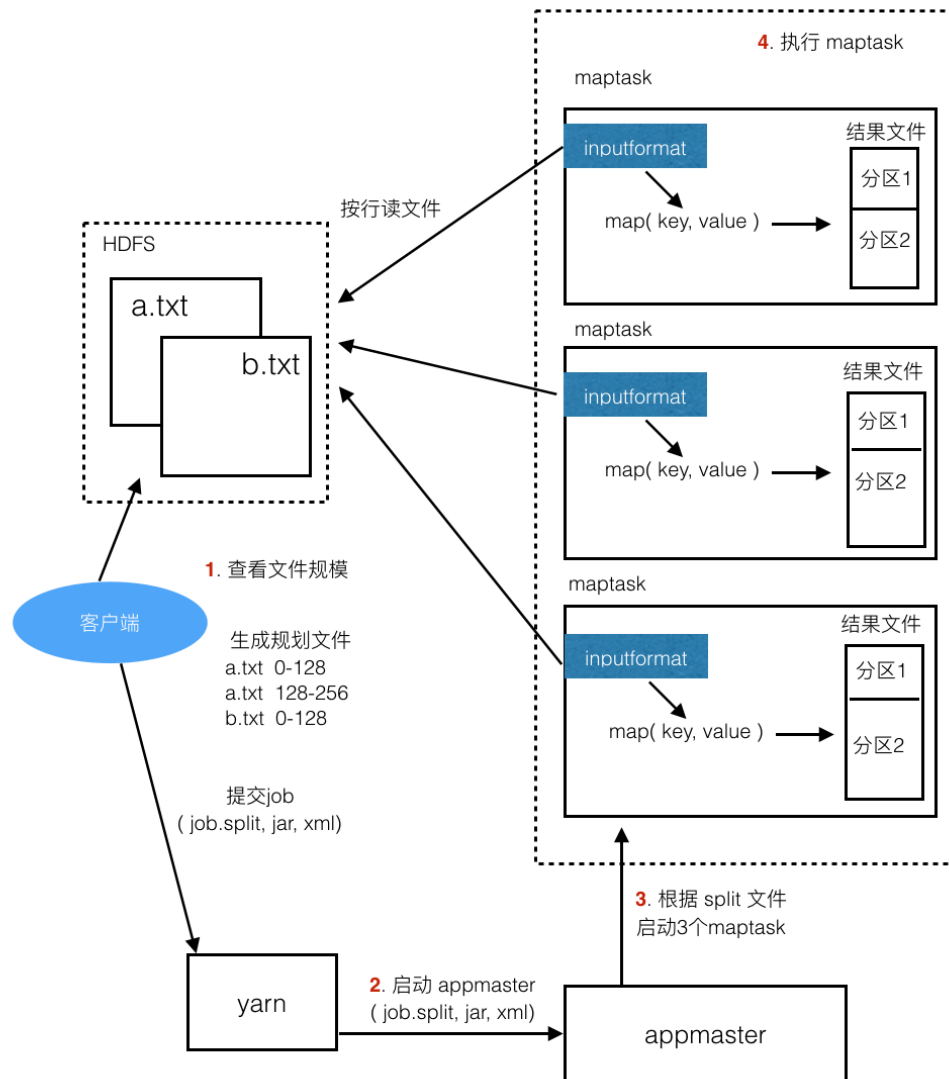 4. 执行 maptask
maptask
inputformat
结果文件
分区1
map( key, value )
分区2
按行读文件
HDFS
a.txt
b.txt
maptask
inputformat
结果文件
分区1
map( key, value )
分区2
1. 查看文件规模
客户端
生成规划文件
a.txt 0-128
a.txt 128-256
b.txt 0-128
maptask
inputformat
结果文件
分区1
map( key, value )
分区2
提交job
( job.split, jar, xml)
3. 根据 split 文件
启动3个maptask
yarn
2. 启动 appmaster
( job.split, jar, xml)
appmaster